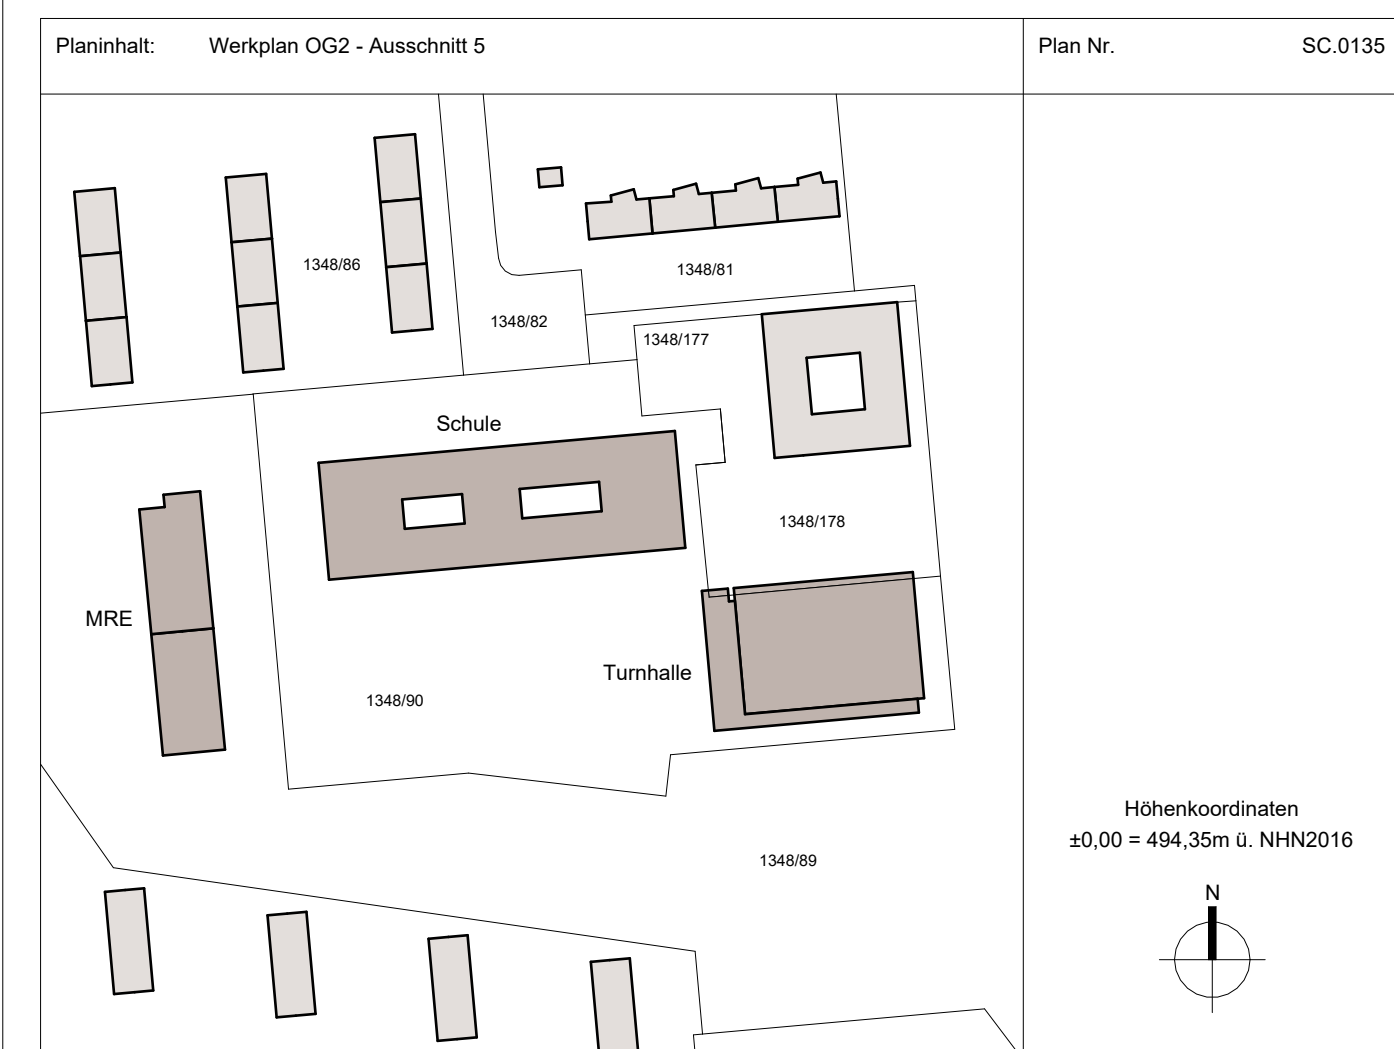 Planinhalt: Werkplan OG2 - Ausschnitt 5
Plan Nr. SC.0135
1348/86
1348/81
1348/82
1348/177
Schule
1348/178
MRE
Turnhalle
1348/90
Höhenkoordinaten
±0,00 = 494,35m ü. NHN2016
1348/89
N